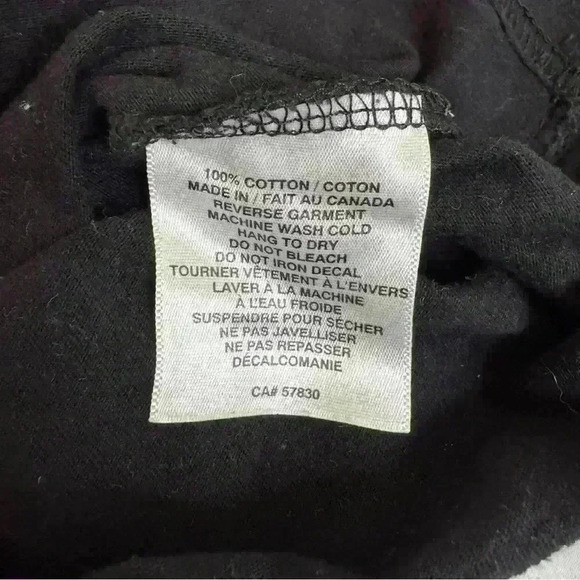 100% COTTON / COTON
MADE IN / FAIT AU CANADA
REVERSE GARMENT
MACHINE WASH COLD
HANG TO DRY
DO NOT BLEACH
DO NOT IRON DECAL
TOURNER VÊTEMENT À L'ENVERS
LAVER À LA MACHINE
À L'EAU FROIDE
SUSPENDRE POUR SÉCHER
NE PAS JAVELLISER
NE PAS REPASSER
DÉCALCOMANIE
CA# 57830